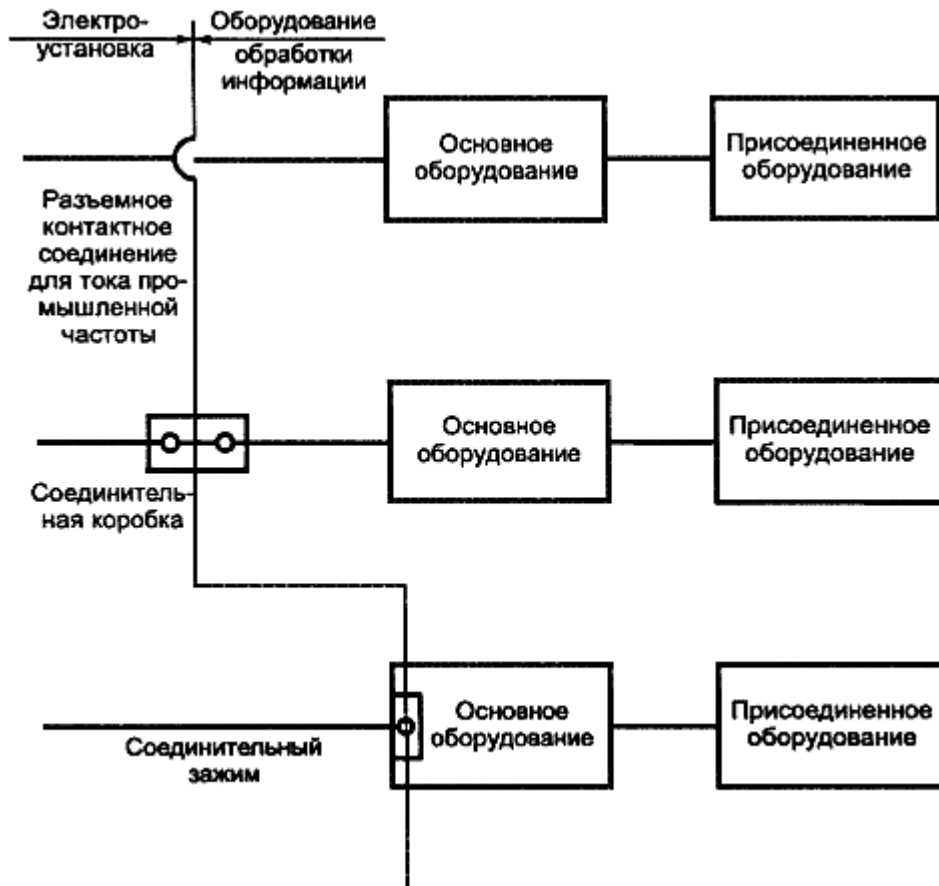 Электро-
установка
Оборудование
обработки
информации
Основное
оборудование
Присоединенное
оборудование
Разъемное
контактное
соединение
для тока про-
мышленной
частоты
Основное
оборудование
Присоединенное
оборудование
Соединитель-
ная коробка
Основное
оборудование
Присоединенное
оборудование
Соединительный
зажим